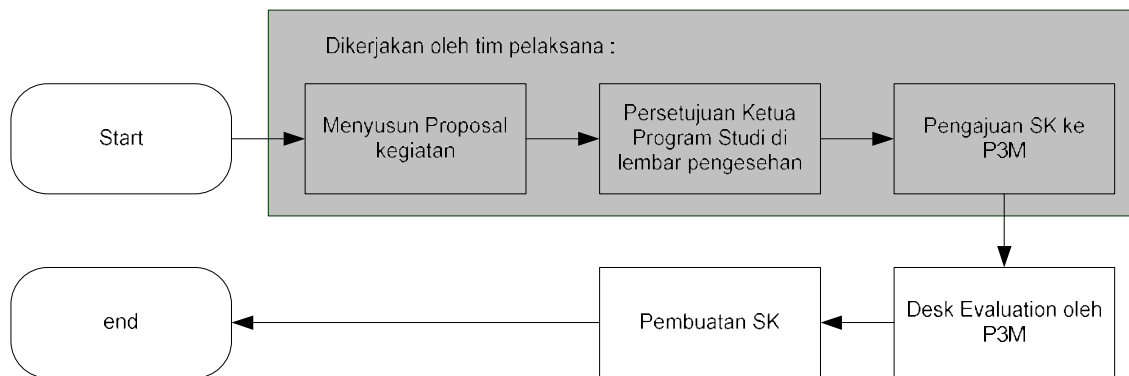 Dikerjakan oleh tim pelaksana :
Start
Menyusun Proposal
kegiatan
Persetujuan Ketua
Program Studi di
lembar pengesehan
Pengajuan SK ke
P3M
Desk Evaluation oleh
P3M
Pembuatan SK
end